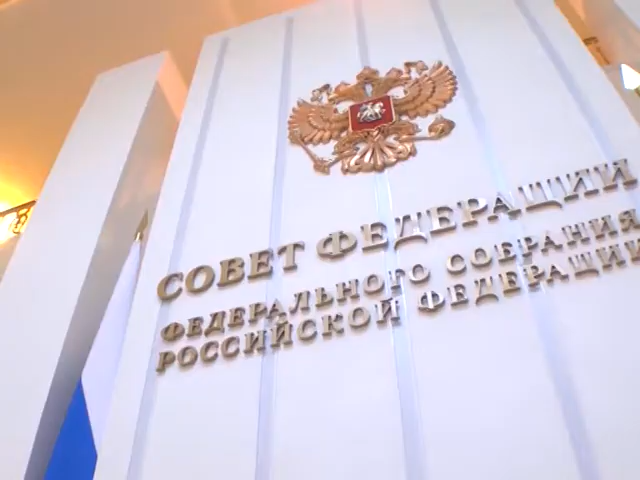 СОВЕТ ФЕДЕРАЦИИ
ФЕДЕРАЛЬНОГО СОБРАНИЯ
РОССИЙСКОЙ ФЕДЕРАЦИИ